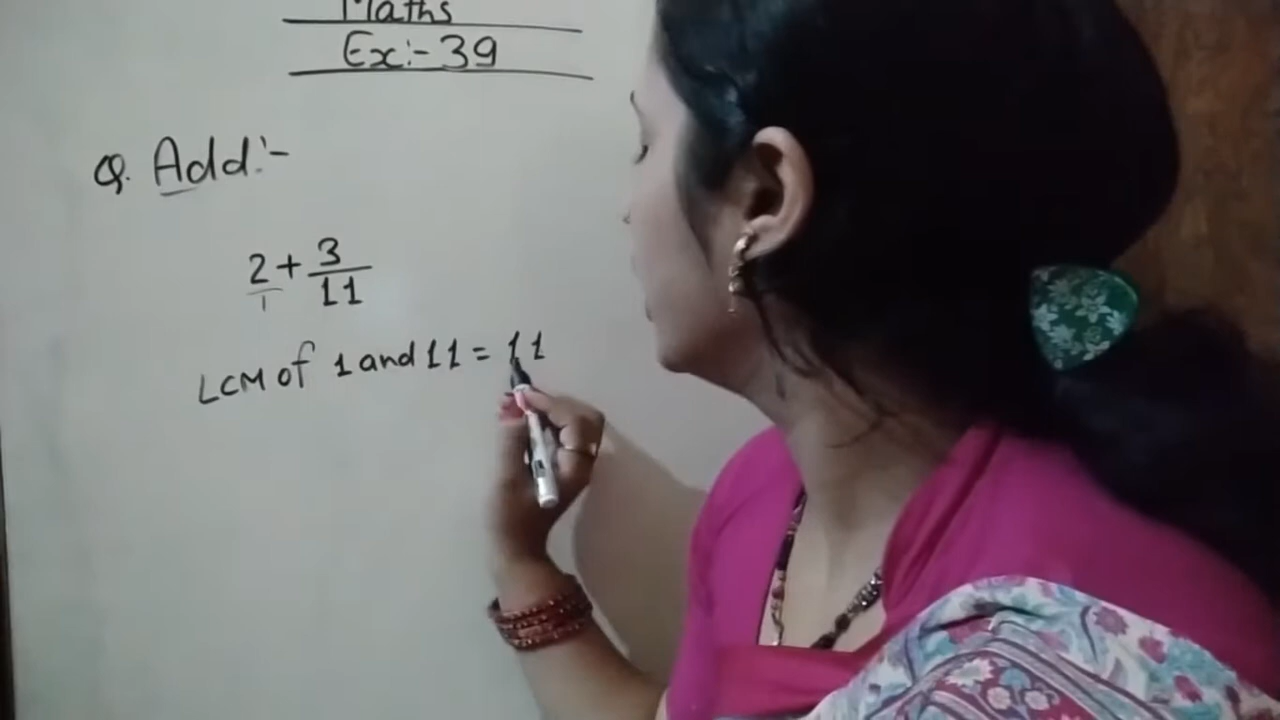 Maths
Ex:- 39
Q. Add:-
2/1 + 3/11
LCM of 1 and 11 = 11